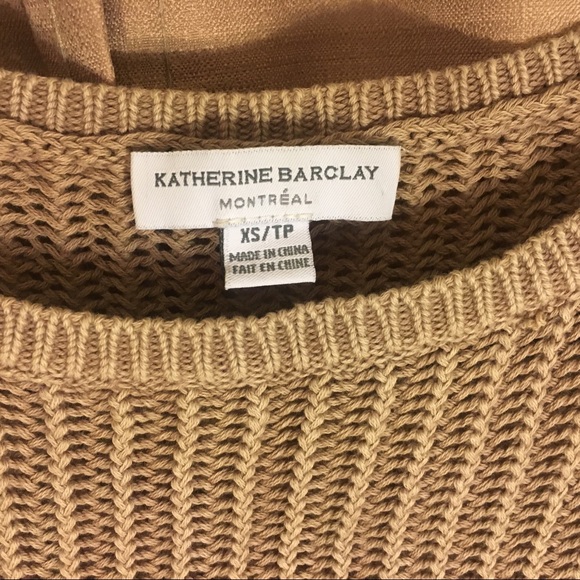 KATHERINE BARCLAY
MONTRÉAL
XS/TP
MADE IN CHINA
FAIT EN CHINE